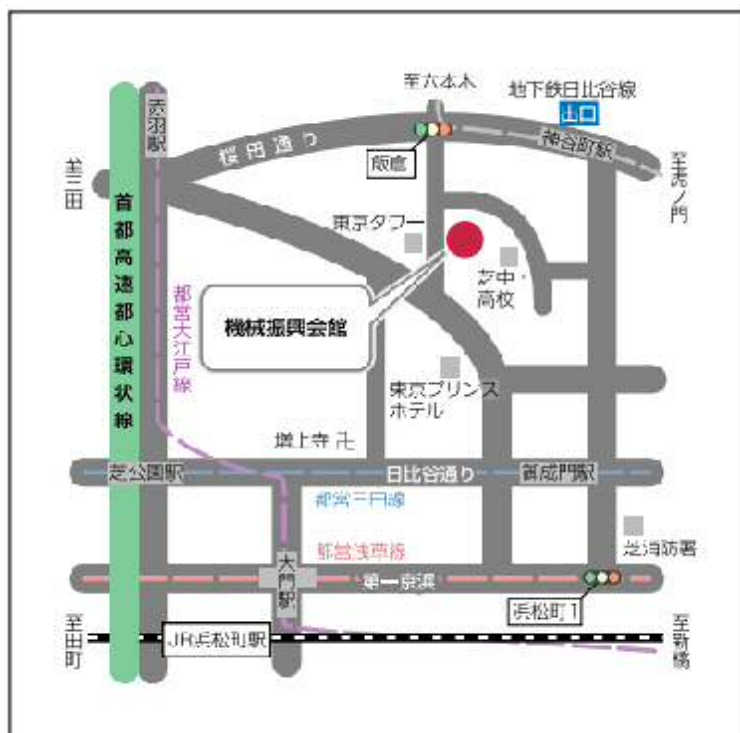 至六本木
地下鉄日比谷線
出口
赤羽駅
桜田通り
飯倉
神谷町駅
至三田
至虎ノ門
首都高速都心環状線
東京タワー
芝中・
高校
都営大江戸線
機械振興会館
東京プリンス
ホテル
増上寺 卍
芝公園駅
日比谷通り
御成門駅
都営三田線
都営浅草線
芝消防署
大門駅
第一京浜
浜松町1
至田町
JR浜松町駅
至新橋